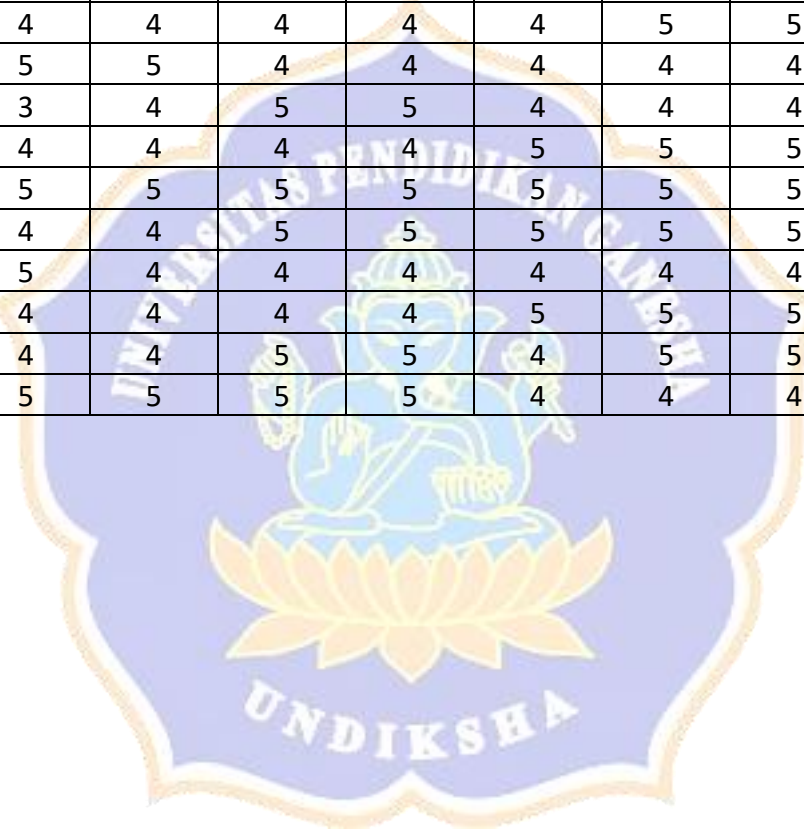 4 4 4 4 4 5 5
5 5 4 4 4 4 4
3 4 5 5 4 4 4
4 4 4 4 5 5 5
5 5 5 5 5 5 5
4 4 5 5 5 5 5
5 4 4 4 4 4 4
4 4 4 4 5 5 5
4 4 5 5 4 5 5
5 5 5 5 4 4 4
UNIVERSITAS PENDIDIKAN GANESHA
UNDIKSHA